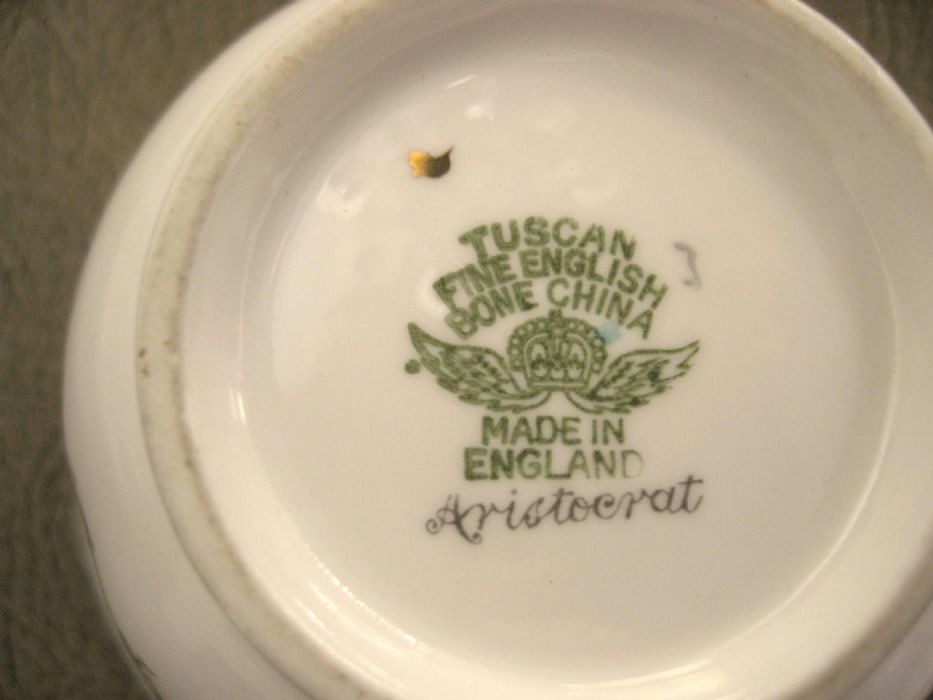 TUSCAN
FINE ENGLISH
BONE CHINA
MADE IN
ENGLAND
Aristocrat